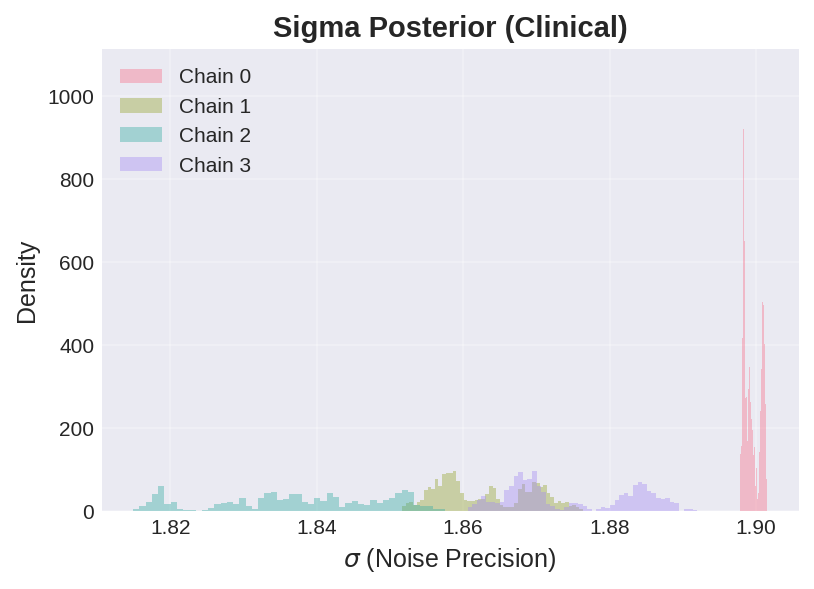 Sigma Posterior (Clinical)
Chain 0
Chain 1
Chain 2
Chain 3
Density
1000
800
600
400
200
0
1.82 1.84 1.86 1.88 1.90
σ (Noise Precision)